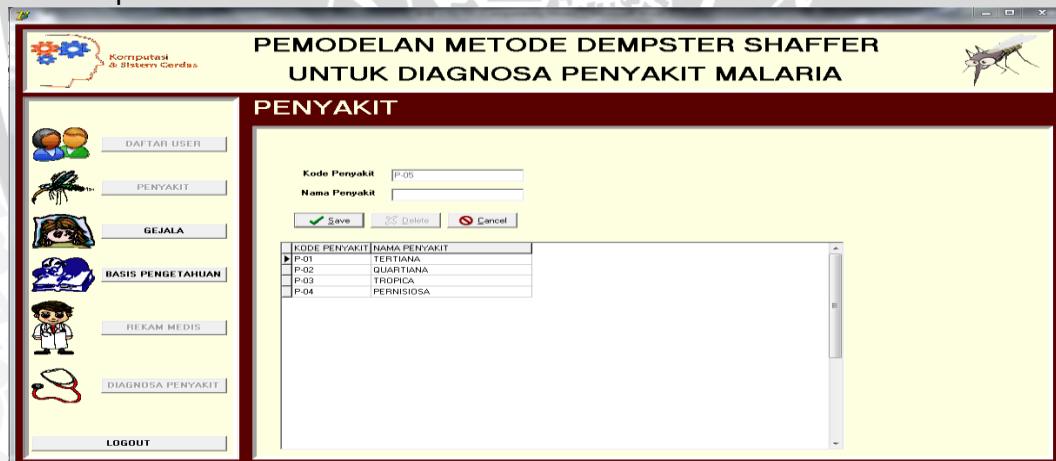 Komputasi
& Sistem Cerdas
PEMODELAN METODE DEMPSTER SHAFFER
UNTUK DIAGNOSA PENYAKIT MALARIA
PENYAKIT
DAFTAR USER
PENYAKIT
GEJALA
BASIS PENGETAHUAN
REKAM MEDIS
DIAGNOSA PENYAKIT
LOGOUT
Kode Penyakit P-05
Nama Penyakit
Save Delete Cancel
KODE PENYAKIT NAMA PENYAKIT
P-01 TERTIANA
P-02 QUARTIANA
P-03 TROPICA
P-04 PERNISIOSA